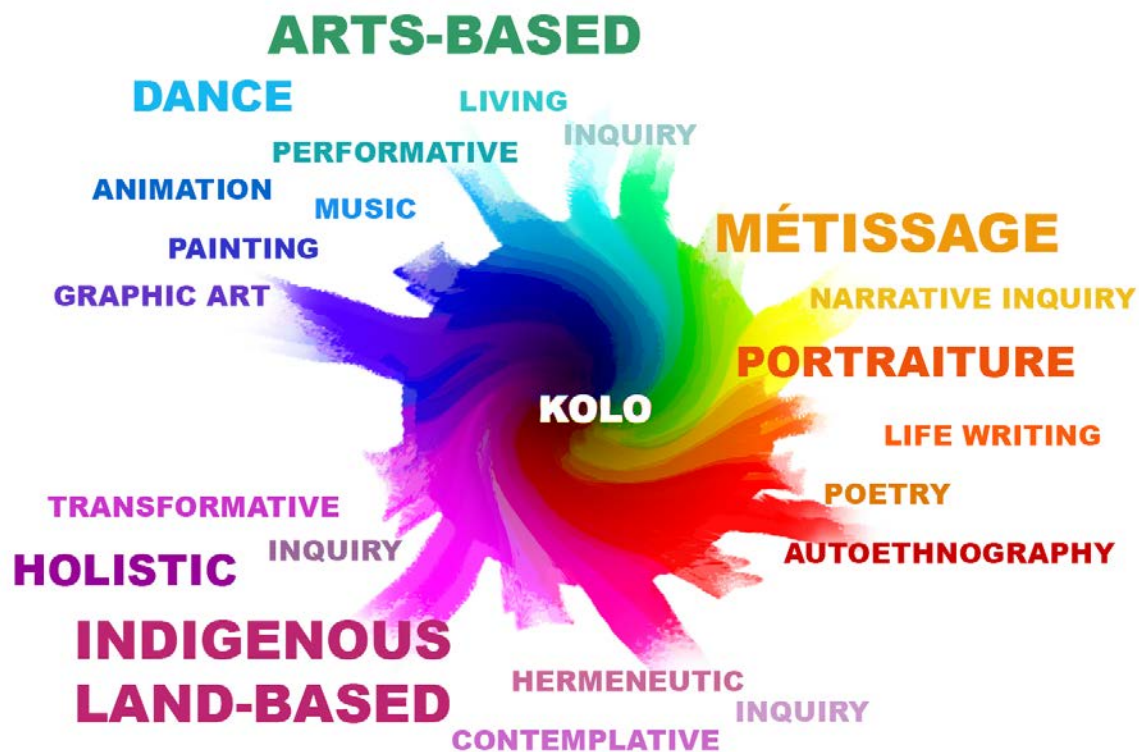 ARTS-BASED
DANCE
LIVING
INQUIRY
PERFORMATIVE
ANIMATION
MUSIC
PAINTING
GRAPHIC ART
MÉTISSAGE
NARRATIVE INQUIRY
PORTRAITURE
KOLO
LIFE WRITING
POETRY
AUTOETHNOGRAPHY
TRANSFORMATIVE
INQUIRY
HOLISTIC
INDIGENOUS
LAND-BASED
HERMENEUTIC
INQUIRY
CONTEMPLATIVE